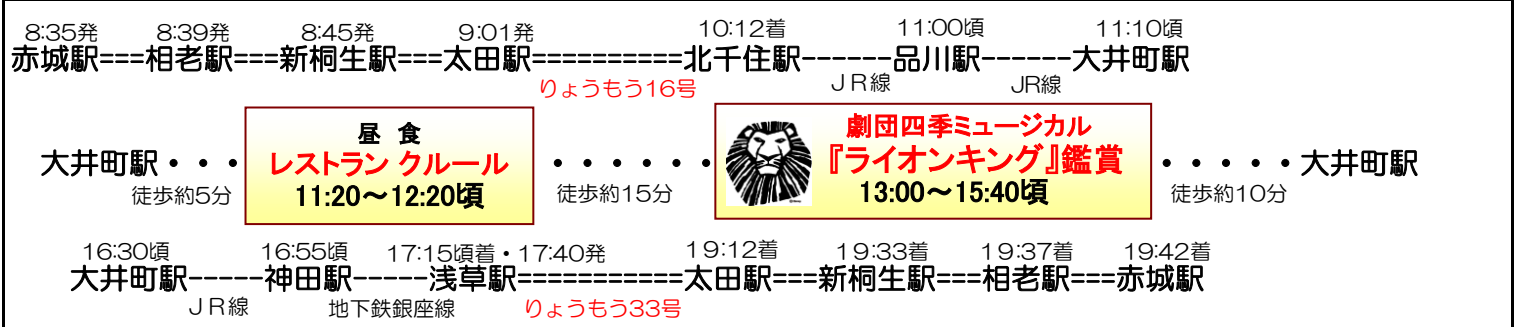 8:35発 8:39発 8:45発 9:01発 10:12着 11:00頃 11:10頃
赤城駅===相老駅===新桐生駅===太田駅==========北千住駅------品川駅------大井町駅
りょうもう16号 ＪＲ線 JR線
昼 食
レストラン クルール
11:20～12:20頃
劇団四季ミュージカル
『ライオンキング』鑑賞
13:00～15:40頃
大井町駅・・・ ・・・・・・ ・・・・・大井町駅
徒歩約5分 徒歩約15分 徒歩約10分
16:30頃 16:55頃 17:15頃着・17:40発 19:12着 19:33着 19:37着 19:42着
大井町駅-----神田駅-----浅草駅===========太田駅===新桐生駅===相老駅===赤城駅
ＪＲ線 地下鉄銀座線 りょうもう33号